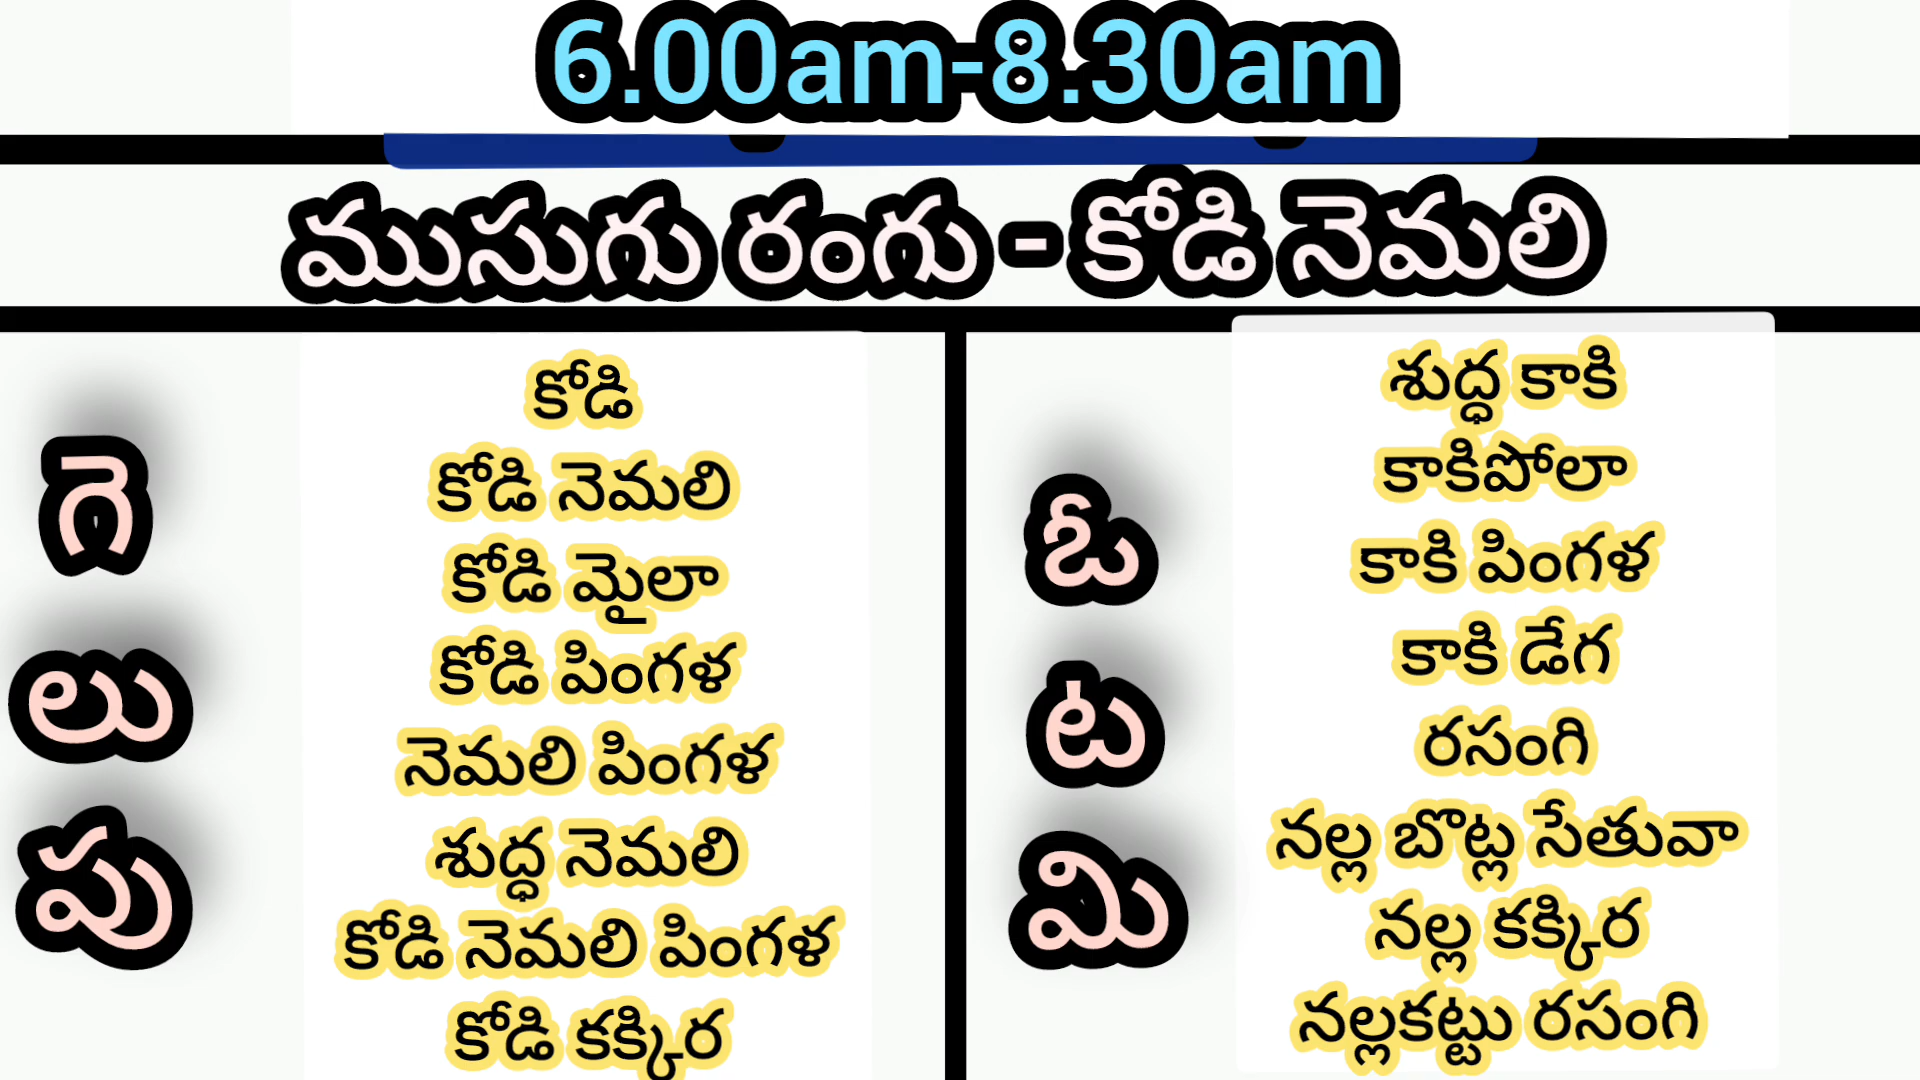 6.00am-8.30am
ముసుగు రంగు - కోడి నెమలి
గెలుపు
కోడి
కోడి నెమలి
కోడి మైలా
కోడి పింగళ
నెమలి పింగళ
శుద్ధ నెమలి
కోడి నెమలి పింగళ
కోడి కక్కిర
ఓటమి
శుద్ధ కాకి
కాకిపోలా
కాకి పింగళ
కాకి డేగ
రసంగి
నల్ల బొట్ల సేతువా
నల్ల కక్కిర
నల్లకట్టు రసంగి